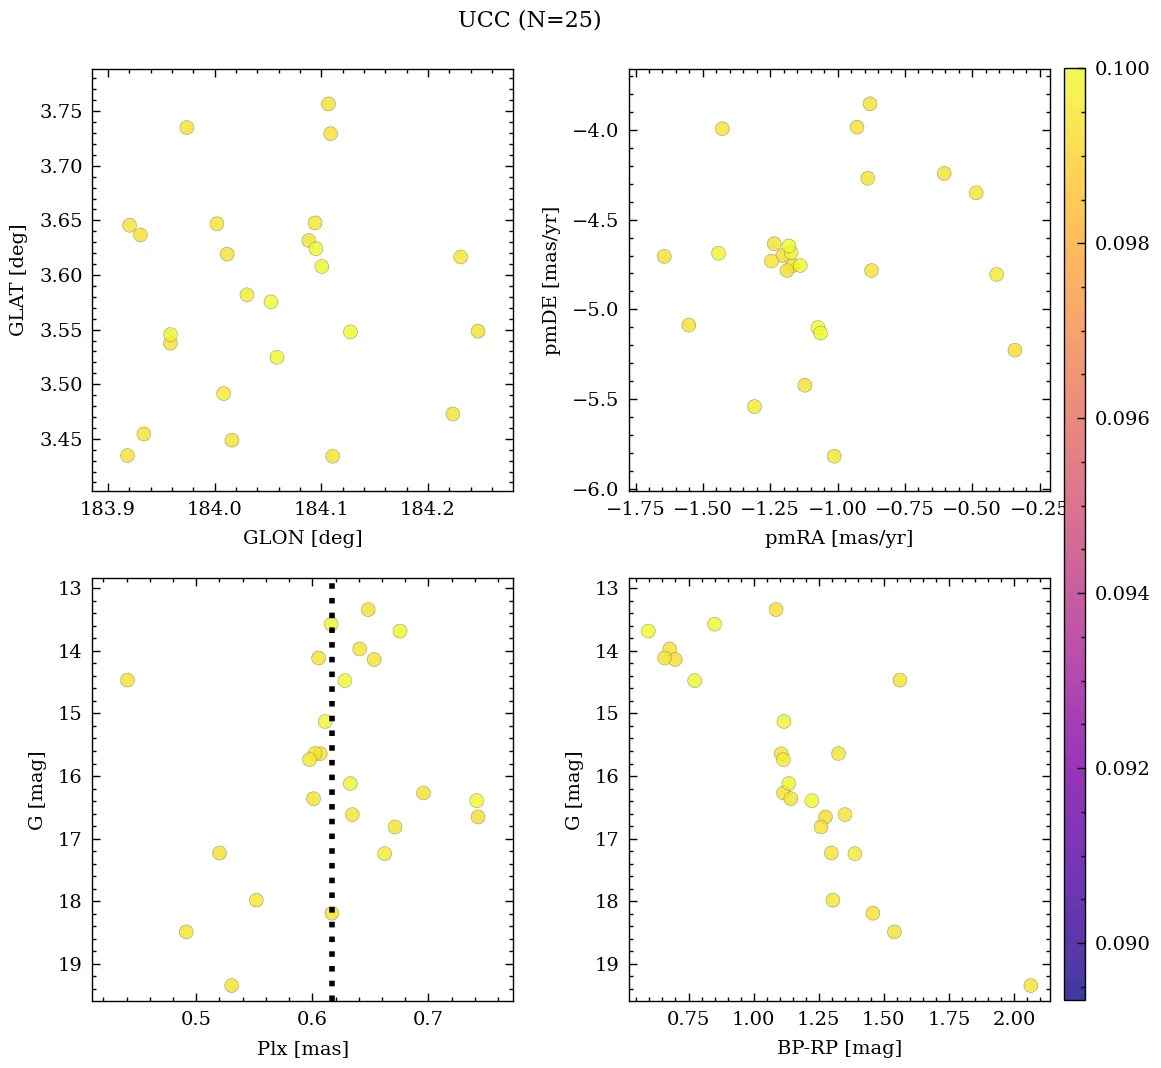 UCC (N=25)
3.75
3.70
3.65
3.60
3.55
3.50
3.45
GLAT [deg]
183.9 184.0 184.1 184.2
GLON [deg]
−4.0
−4.5
−5.0
−5.5
−6.0
pmDE [mas/yr]
−1.75 −1.50 −1.25 −1.00 −0.75 −0.50 −0.25
pmRA [mas/yr]
0.100
0.098
0.096
0.094
0.092
0.090
13
14
15
16
17
18
19
G [mag]
0.5 0.6 0.7
Plx [mas]
13
14
15
16
17
18
19
G [mag]
0.75 1.00 1.25 1.50 1.75 2.00
BP-RP [mag]